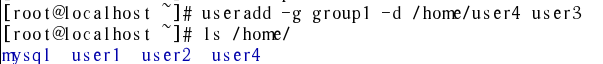 [root@localhost ~]# useradd -g group1 -d /home/user4 user3
[root@localhost ~]# ls /home/
mysql user1 user2 user4